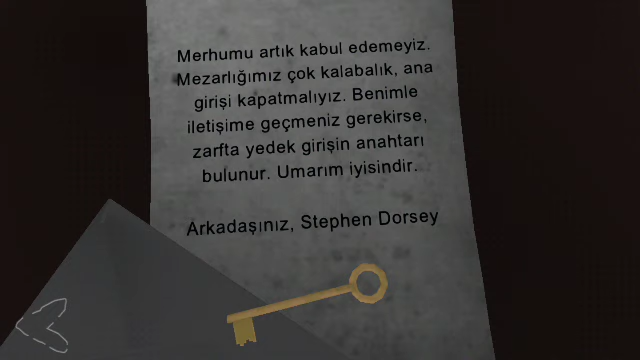 Merhumu artık kabul edemeyiz.
Mezarlığımız çok kalabalık, ana
girişi kapatmalıyız. Benimle
iletişime geçmeniz gerekirse,
zarfta yedek girişin anahtarı
bulunur. Umarım iyisindir.
Arkadaşınız, Stephen Dorsey